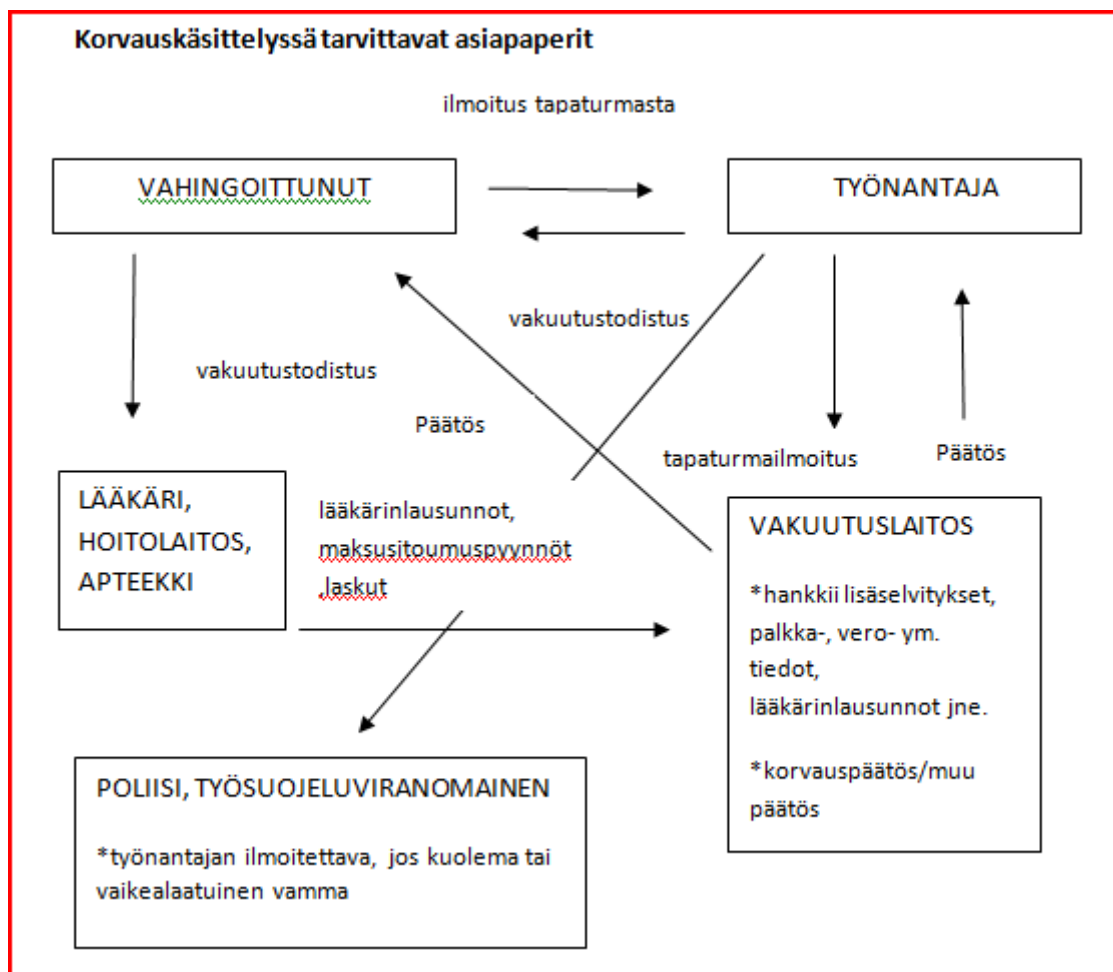 Korvauskäsittelyssä tarvittavat asiapaperit
ilmoitus tapaturmasta
VAHINGOITTUNUT
TYÖNANTAJA
vakuutustodistus
vakuutustodistus
Päätös
tapaturmailmoitus
Päätös
LÄÄKÄRI,
HOITOLAITOS,
APTEEKKI
lääkärinlausunnot,
maksusitoumuspyynnöt
,laskut
VAKUUTUSLAITOS
*hankkii lisäselvitykset,
palkka-, vero- ym.
tiedot,
lääkärinlausunnot jne.
*korvauspäätös/muu
päätös
POLIISI, TYÖSUOJELUVIRANOMAINEN
*työnantajan ilmoitettava, jos kuolema tai
vaikealaatuinen vamma